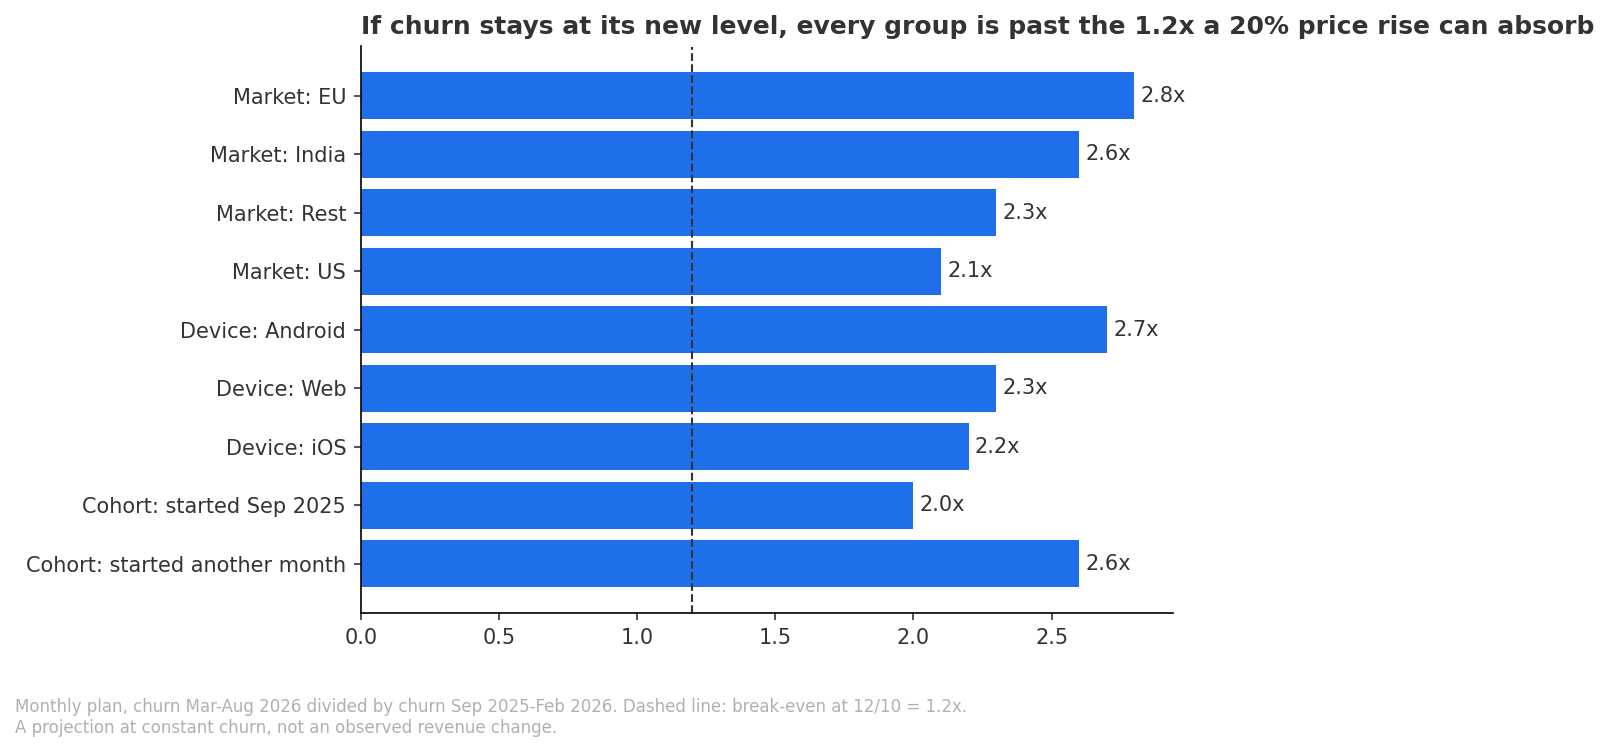 If churn stays at its new level, every group is past the 1.2x a 20% price rise can absorb
Market: EU
2.8x
Market: India
2.6x
Market: Rest
2.3x
Market: US
2.1x
Device: Android
2.7x
Device: Web
2.3x
Device: iOS
2.2x
Cohort: started Sep 2025
2.0x
Cohort: started another month
2.6x
0.0 0.5 1.0 1.5 2.0 2.5
Monthly plan, churn Mar-Aug 2026 divided by churn Sep 2025-Feb 2026. Dashed line: break-even at 12/10 = 1.2x.
A projection at constant churn, not an observed revenue change.